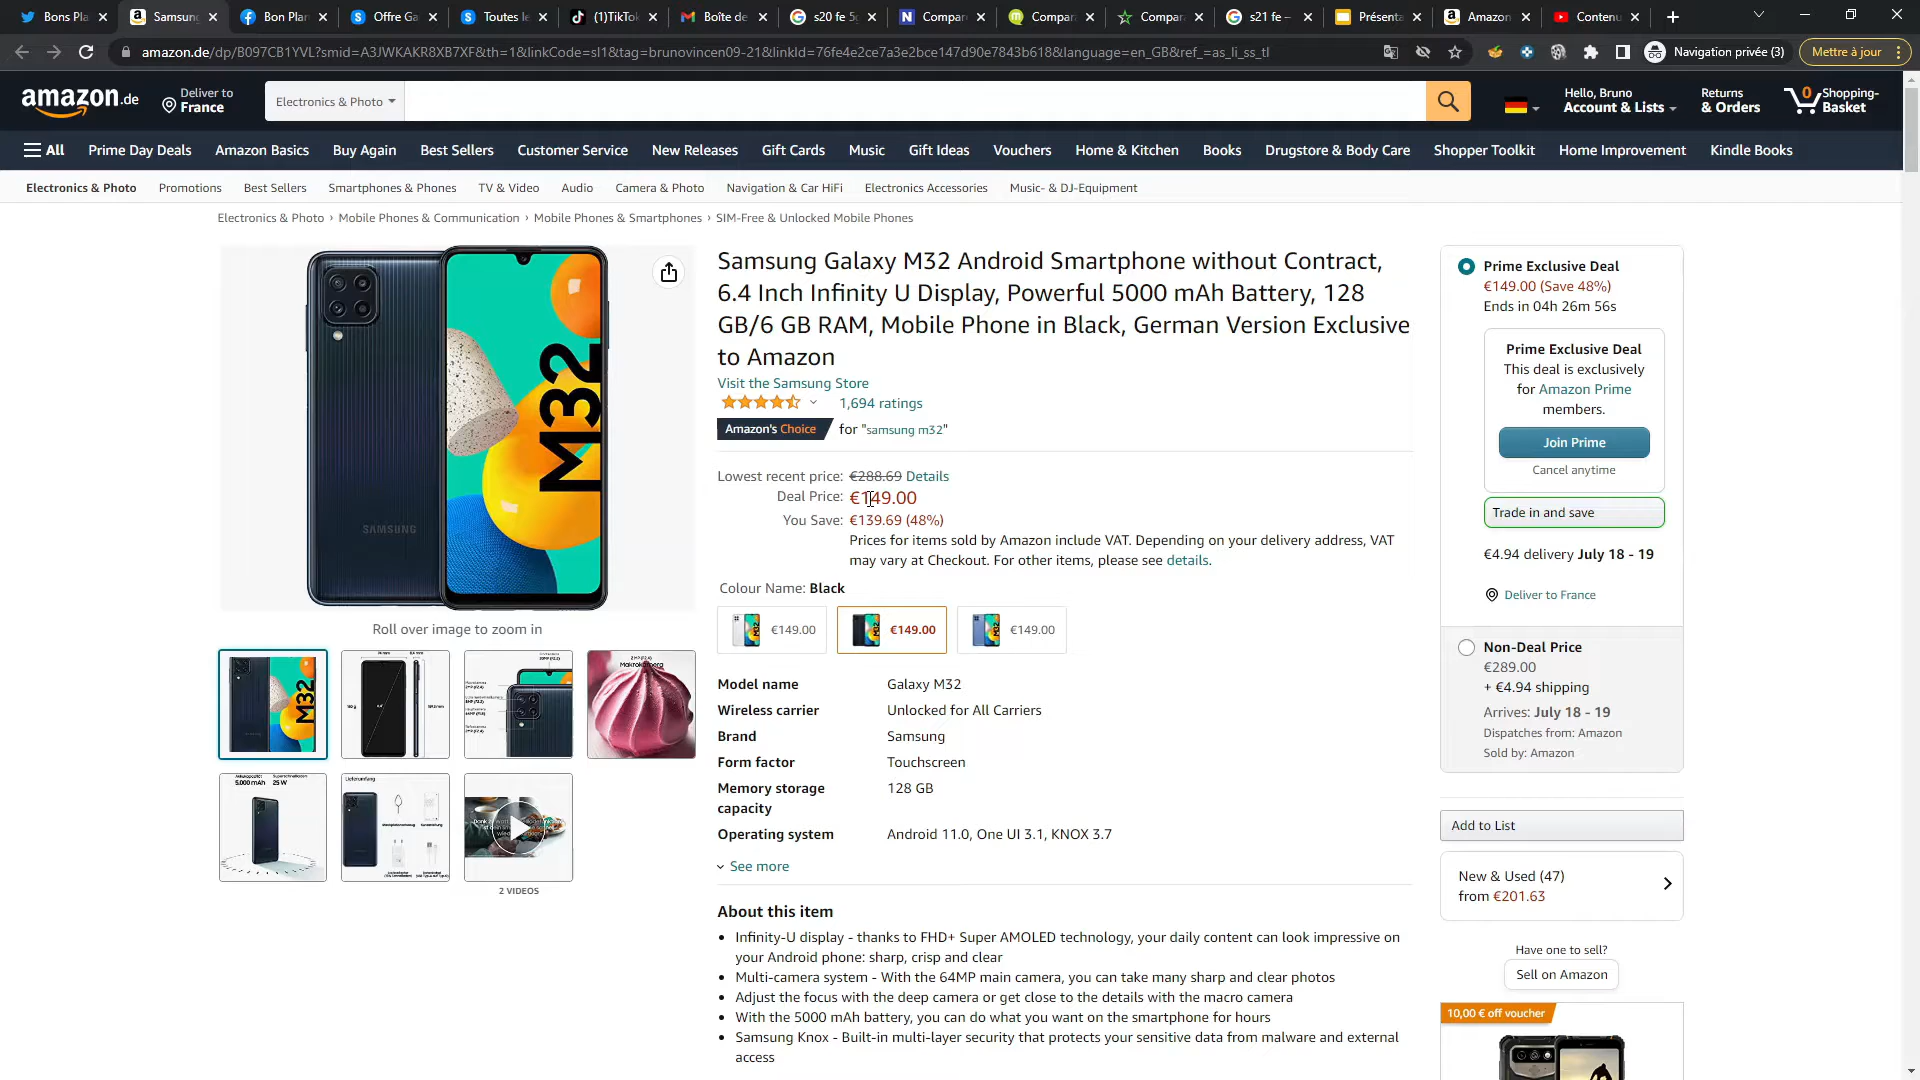 Bons Pla
Samsung
Bon Plan
Offre Ga
Toutes le
(1)TikTok
Boîte de
s20 fe 5g
Compar
Compar
Compar
s21 fe –
Présenta
Amazon
Contenu
amazon.de/dp/B097CB1YVL?smid=A3JWKAKR8XB7XF&th=1&linkCode=sl1&tag=brunovincen09-21&linkId=76fe4e2ce7a3e2bce147d90e7843b618&language=en_GB&ref_=as_li_ss_tl
Navigation privée (3)
Mettre à jour
amazon.de
Deliver to
France
Electronics & Photo
Hello, Bruno
Account & Lists
Returns
& Orders
0
Shopping-
Basket
All
Prime Day Deals
Amazon Basics
Buy Again
Best Sellers
Customer Service
New Releases
Gift Cards
Music
Gift Ideas
Vouchers
Home & Kitchen
Books
Drugstore & Body Care
Shopper Toolkit
Home Improvement
Kindle Books
Electronics & Photo
Promotions
Best Sellers
Smartphones & Phones
TV & Video
Audio
Camera & Photo
Navigation & Car HiFi
Electronics Accessories
Music- & DJ-Equipment
Electronics & Photo › Mobile Phones & Communication › Mobile Phones & Smartphones › SIM-Free & Unlocked Mobile Phones
M32
SAMSUNG
Roll over image to zoom in
M32
Makrokamera
Akkukapazität
5.000 mAh
Superschnellladen
25 W
Lieferumfang
2 VIDEOS
Samsung Galaxy M32 Android Smartphone without Contract,
6.4 Inch Infinity U Display, Powerful 5000 mAh Battery, 128
GB/6 GB RAM, Mobile Phone in Black, German Version Exclusive
to Amazon
Visit the Samsung Store
1,694 ratings
Amazon's Choice for "samsung m32"
Lowest recent price: €288.69 Details
Deal Price: €149.00
You Save: €139.69 (48%)
Prices for items sold by Amazon include VAT. Depending on your delivery address, VAT
may vary at Checkout. For other items, please see details.
Colour Name: Black
€149.00
€149.00
€149.00
Model name Galaxy M32
Wireless carrier Unlocked for All Carriers
Brand Samsung
Form factor Touchscreen
Memory storage
capacity
128 GB
Operating system Android 11.0, One UI 3.1, KNOX 3.7
See more
About this item
• Infinity-U display - thanks to FHD+ Super AMOLED technology, your daily content can look impressive on
your Android phone: sharp, crisp and clear
• Multi-camera system - With the 64MP main camera, you can take many sharp and clear photos
• Adjust the focus with the deep camera or get close to the details with the macro camera
• With the 5000 mAh battery, you can do what you want on the smartphone for hours
• Samsung Knox - Built-in multi-layer security that protects your sensitive data from malware and external
access
Prime Exclusive Deal
€149.00 (Save 48%)
Ends in 04h 26m 56s
Prime Exclusive Deal
This deal is exclusively
for Amazon Prime
members.
Join Prime
Cancel anytime
Trade in and save
€4.94 delivery July 18 - 19
Deliver to France
Non-Deal Price
€289.00
+ €4.94 shipping
Arrives: July 18 - 19
Dispatches from: Amazon
Sold by: Amazon
Add to List
New & Used (47)
from €201.63
Have one to sell?
Sell on Amazon
10,00 € off voucher